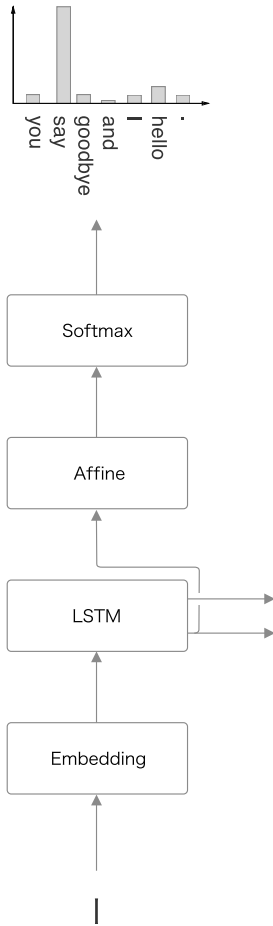 you
say
goodbye
and
I
hello
.
Softmax
Affine
LSTM
Embedding
I